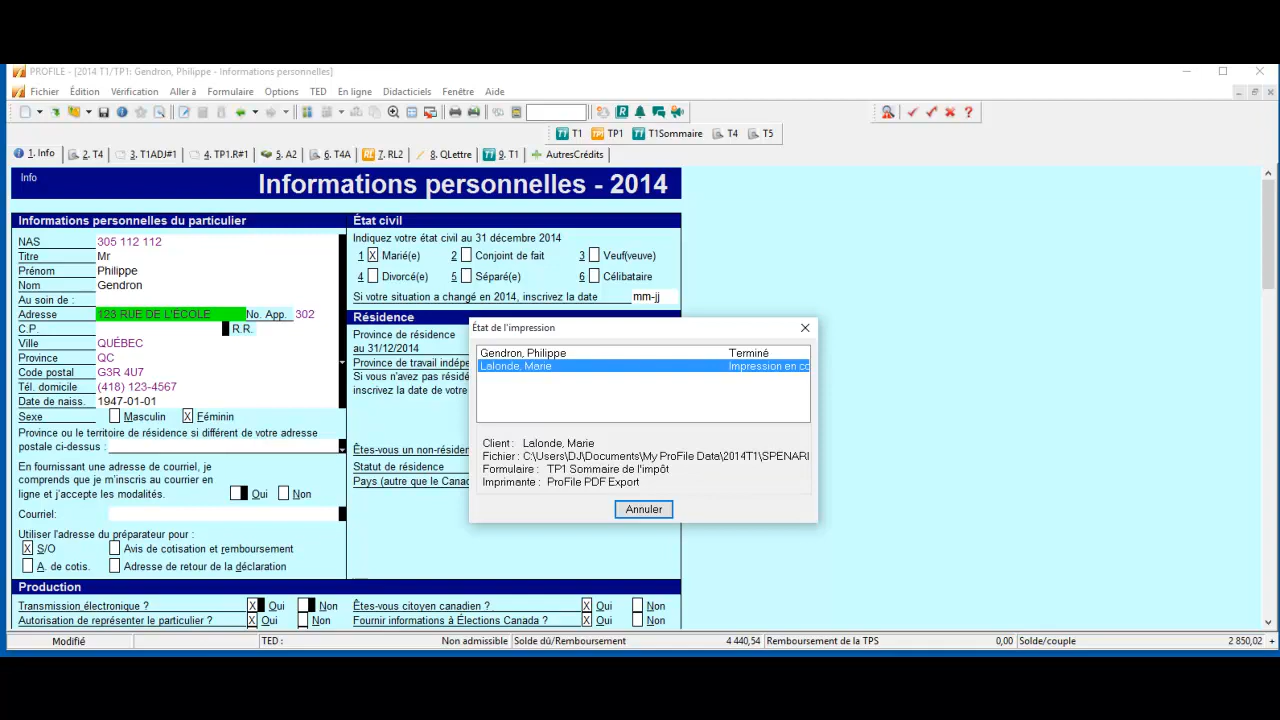 PROFILE - [2014 T1/TP1: Gendron, Philippe - Informations personnelles]
Fichier Édition Vérification Aller à Formulaire Options TED En ligne Declaticiels Fenêtre Aide
T1 TP1 T1Sommaire T4 T5
1. Info 2. T4 3. T1ADJ#1 4. TP1.R#1 5. A2 6. T4A 7. RL2 8. QLettre 9. T1 AutresCrédits
Info
Informations personnelles - 2014
Informations personnelles du particulier
État civil
NAS 305 112 112
Titre Mr
Prénom Philippe
Nom Gendron
Au soin de :
Adresse 123 RUE DE L'ÉCOLE No. App. 302
C.P. R.R.
Ville QUÉBEC
Province QC
Code postal G3R 4U7
Tél. domicile (418) 123-4567
Date de naiss. 1947-01-01
Sexe Masculin X Féminin
Province ou le territoire de résidence si différent de votre adresse
postale ci-dessous :
En fournissant une adresse de courriel, je
comprends que je m'inscris au courrier en
ligne et j'accepte les modalités. Qui Non
Courriel:
Utiliser l'adresse du préparateur pour :
X S/O Avis de cotisation et remboursement
A. de cotis. Adresse de retour de la déclaration
Indiquez votre état civil au 31 décembre 2014
1 X Marié(e) 2 Conjoint de fait 3 Veuf(veuve)
4 Divorcé(e) 5 Séparé(e) 6 Célibataire
Si votre situation a changé en 2014, inscrivez la date mm-jj
Résidence
Province de résidence
au 31/12/2014
Province de travail indépe
Si vous n'avez pas résidé
inscrivez la date de votre
Êtes-vous un non-résiden
Statut de résidence
Pays (autre que le Canad
État de l'impression
Gendron, Philippe Terminé
Lalonde, Marie Impression en co
Client : Lalonde, Marie
Fichier : C:\Users\DJ\Documents\My ProFile Data\2014T1\SPENARI
Formulaire : TP1 Sommaire de l'impôt
Imprimante : ProFile PDF Export
Annuler
Production
Transmission électronique ? X Qui Non Êtes-vous citoyen canadien ? X Qui Non
Autorisation de représenter le particulier ? X Qui Non Fournir informations à Élections Canada ? X Qui Non
Modifié TED : Non admissible Solde dû/Remboursement 4 440,54 Remboursement de la TPS 0,00 Solde/couple 2 850,02 +